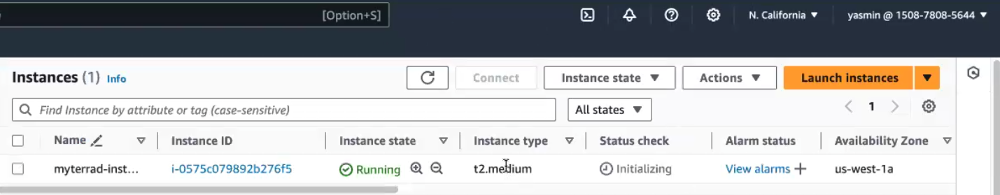 [Option+S] N. California yasmin @ 1508-7808-5644
Instances (1) Info Connect Instance state Actions Launch instances
Find Instance by attribute or tag (case-sensitive) All states 1
Name Instance ID Instance state Instance type Status check Alarm status Availability Zone
myterrad-inst... i-0575c079892b276f5 Running t2.medium Initializing View alarms + us-west-1a